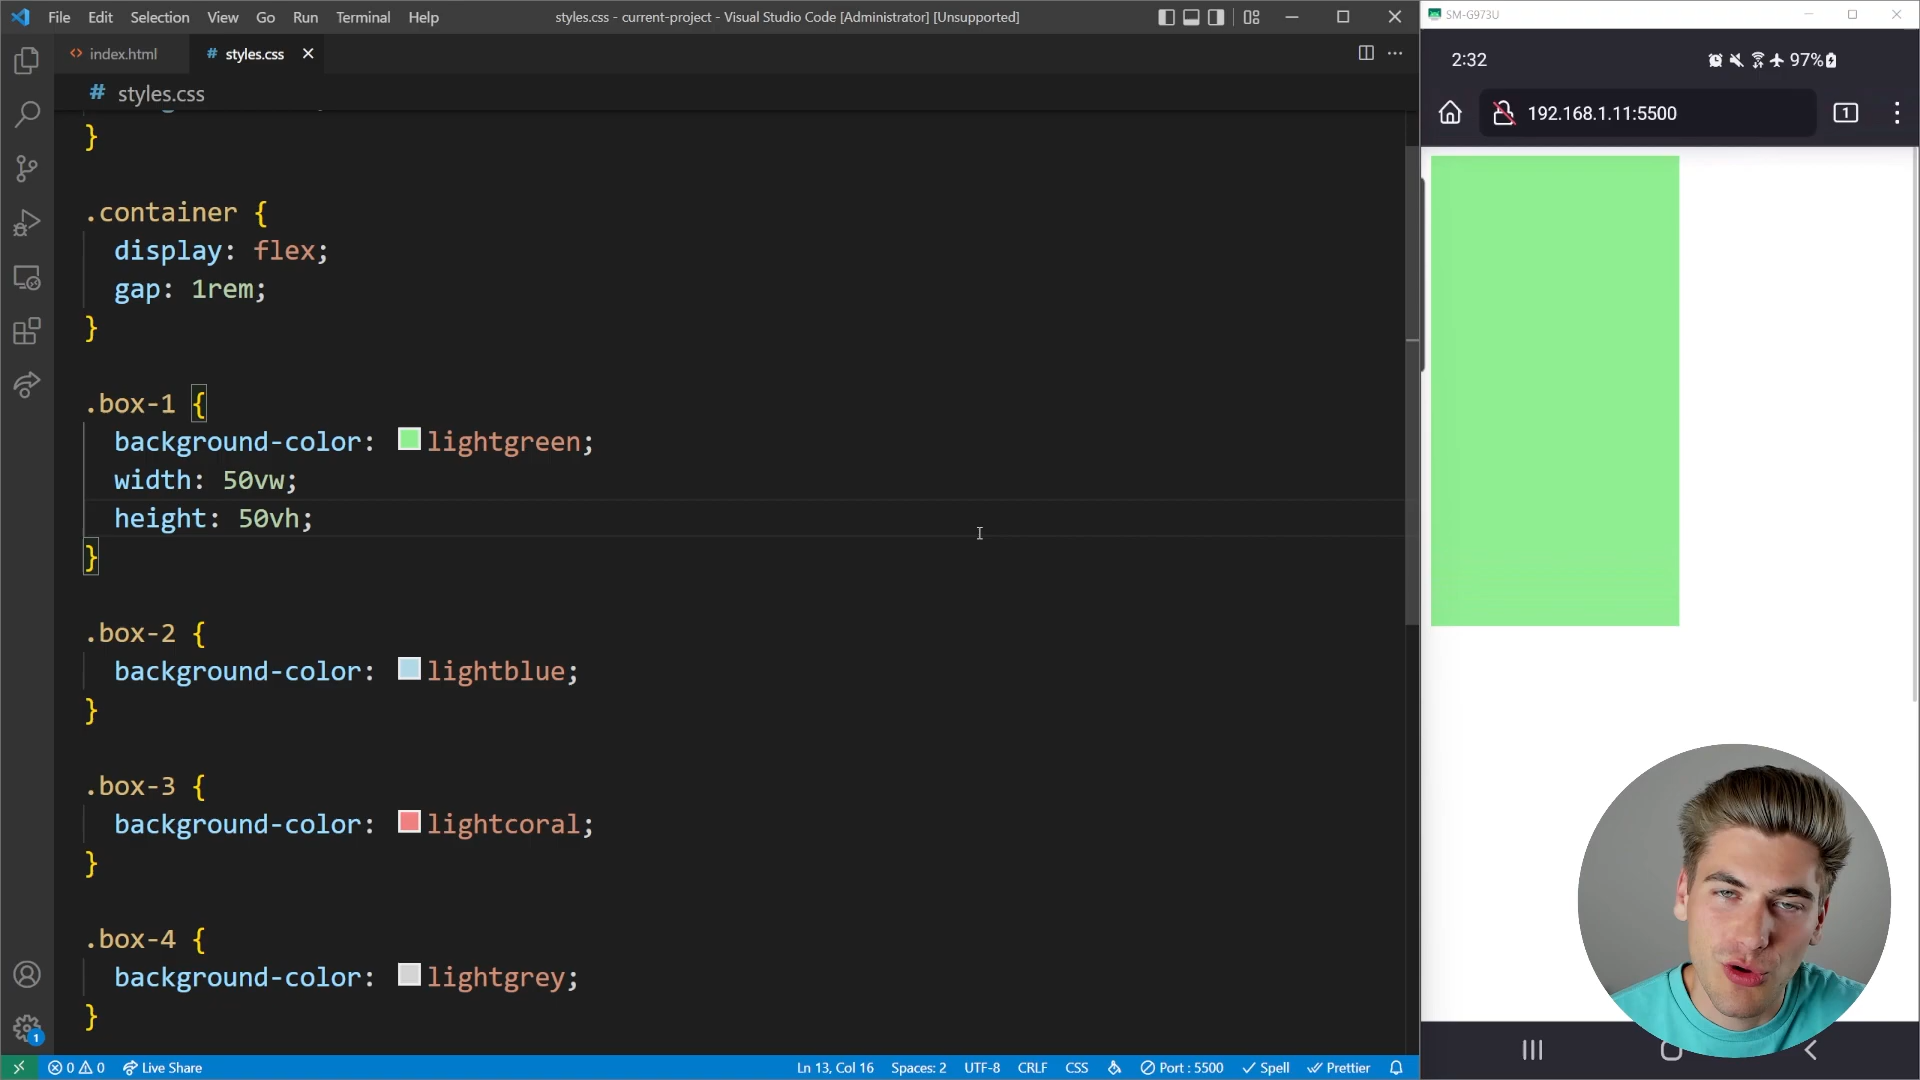 File Edit Selection View Go Run Terminal Help
styles.css - current-project - Visual Studio Code [Administrator] [Unsupported]
index.html
# styles.css
# styles.css
}
.container {
display: flex;
gap: 1rem;
}
.box-1 {
background-color: lightgreen;
width: 50vw;
height: 50vh;
}
.box-2 {
background-color: lightblue;
}
.box-3 {
background-color: lightcoral;
}
.box-4 {
background-color: lightgrey;
}
1
0 0 Live Share
Ln 13, Col 16 Spaces: 2 UTF-8 CRLF CSS Port : 5500 Spell Prettier
SM-G973U
2:32 97%
192.168.1.11:5500 1